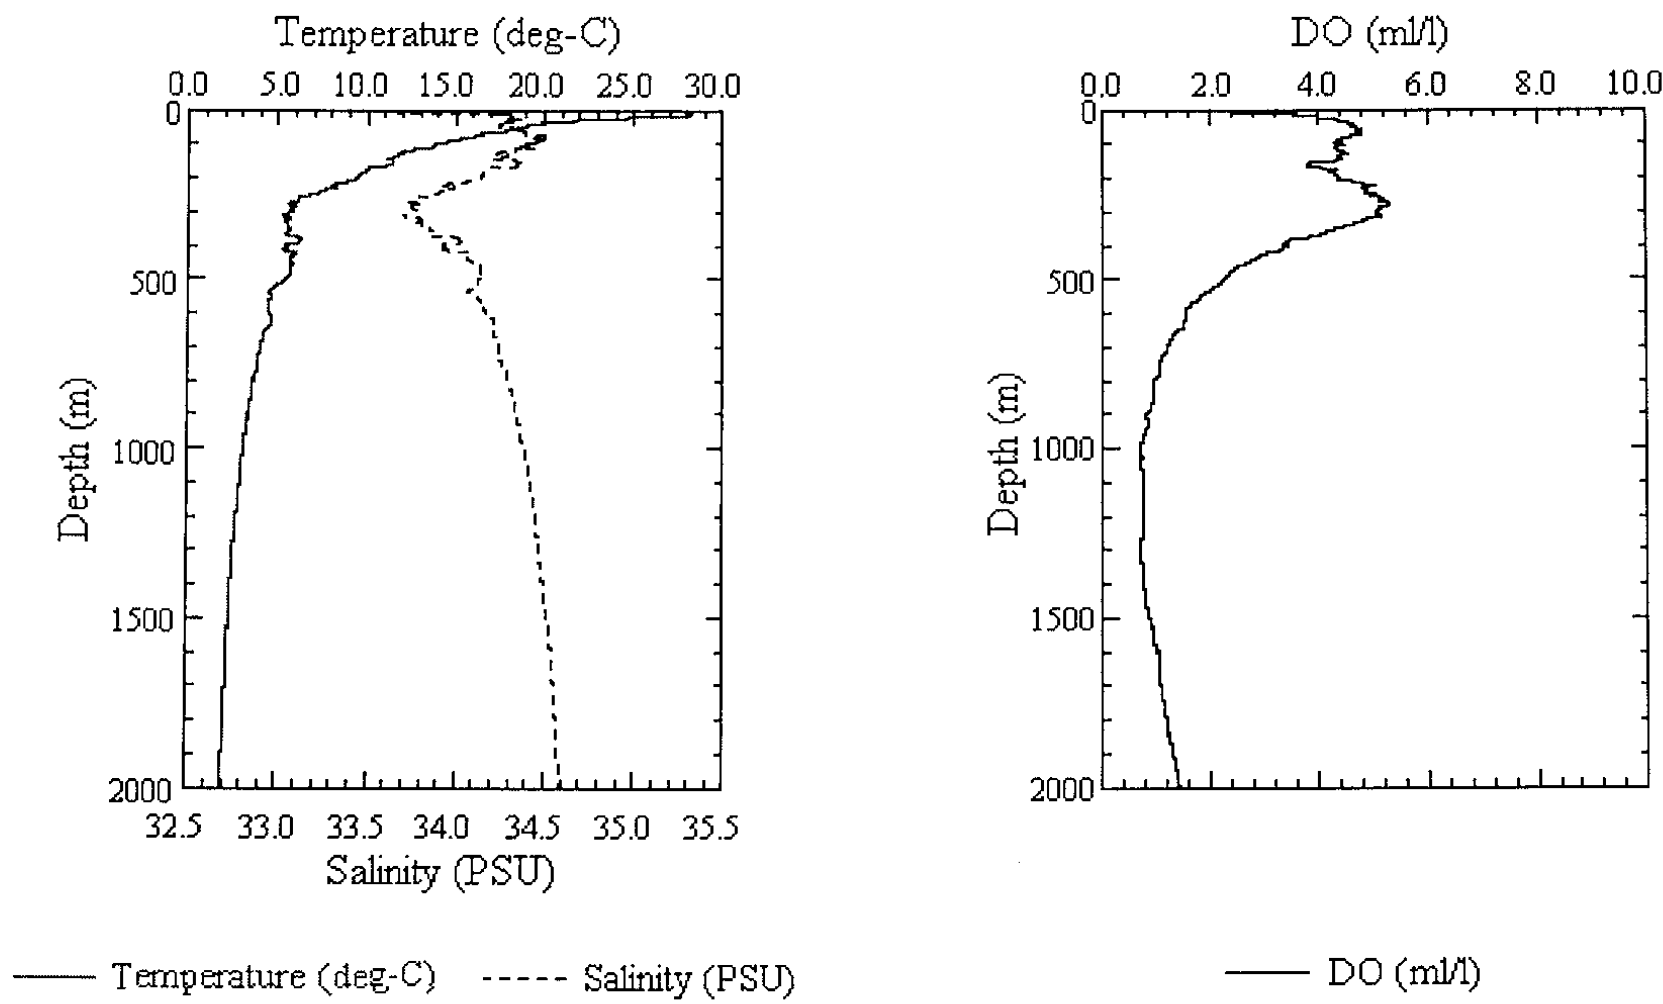 Temperature (deg-C)
0.0 5.0 10.0 15.0 20.0 25.0 30.0
0
500
1000
1500
2000
Depth (m)
32.5 33.0 33.5 34.0 34.5 35.0 35.5
Salinity (PSU)
Temperature (deg-C) Salinity (PSU)
DO (ml/l)
0.0 2.0 4.0 6.0 8.0 10.0
0
500
1000
1500
2000
Depth (m)
DO (ml/l)